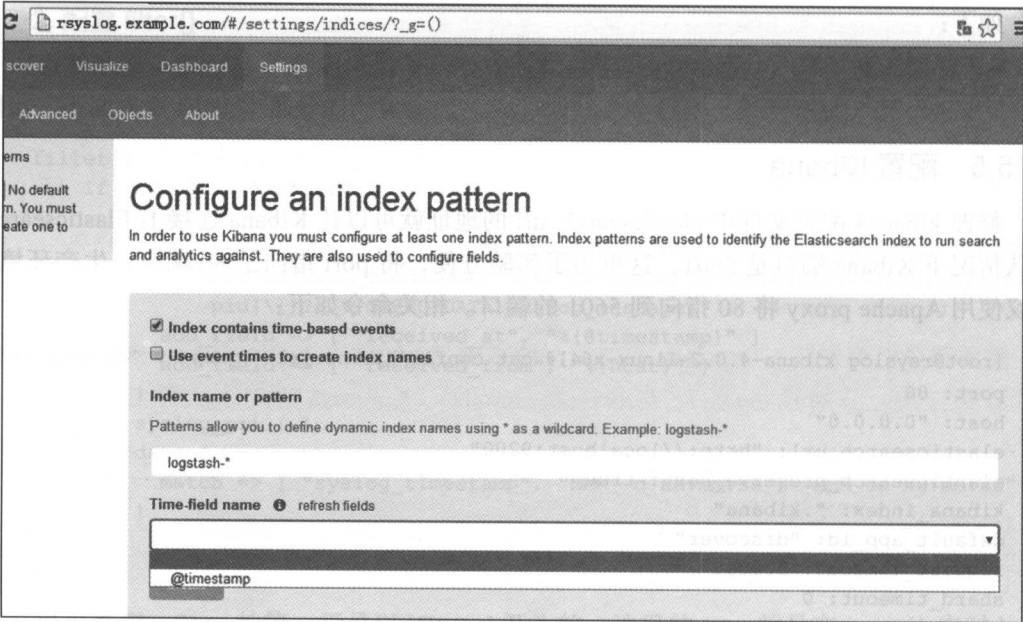 rsyslog.example.com/#/settings/indices/?_g=()
scover Visualize Dashboard Settings
Advanced Objects About
erns
No default
rn. You must
eate one to
Configure an index pattern
In order to use Kibana you must configure at least one index pattern. Index patterns are used to identify the Elasticsearch index to run search
and analytics against. They are also used to configure fields.
Index contains time-based events
Use event times to create index names
Index name or pattern
Patterns allow you to define dynamic index names using * as a wildcard. Example: logstash-*
logstash-*
Time-field name refresh fields
@timestamp